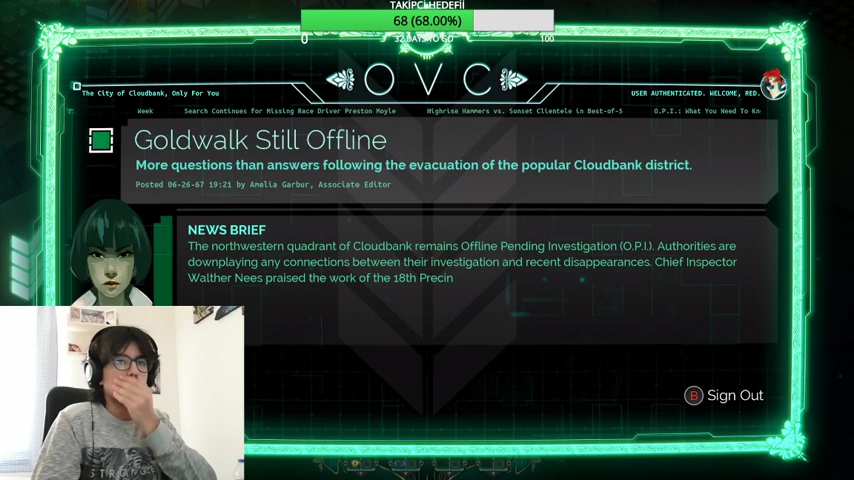 TAKİPÇİ HEDEFİİ
68 (68.00%)
0
32 DAYS TO GO
100
OVC
The City of Cloudbank, Only For You
USER AUTHENTICATED. WELCOME, RED.
Week
Search Continues for Missing Race Driver Preston Moyle
Highrise Hammers vs. Sunset Clientele in Best-of-5
O.P.I.: What You Need To Kn
Goldwalk Still Offline
More questions than answers following the evacuation of the popular Cloudbank district.
Posted 06-26-67 19:21 by Amelia Garbur, Associate Editor
NEWS BRIEF
The northwestern quadrant of Cloudbank remains Offline Pending Investigation (O.P.I.). Authorities are
downplaying any connections between their investigation and recent disappearances. Chief Inspector
Walther Nees praised the work of the 18th Precin
B Sign Out